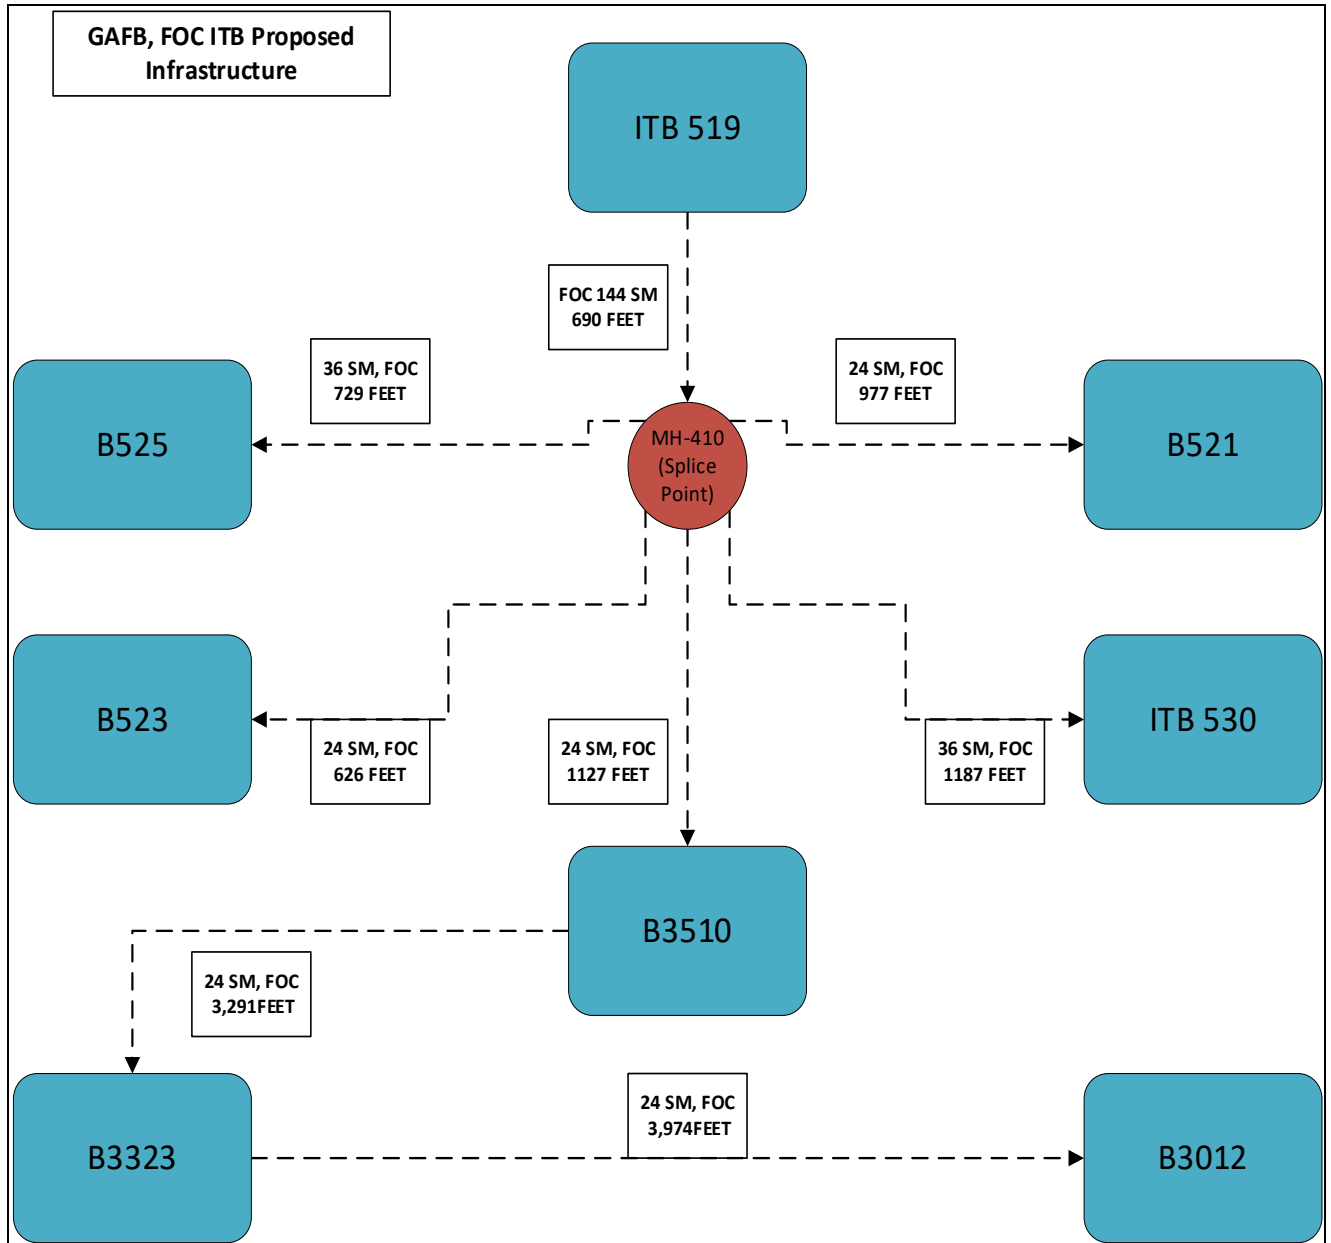 GAFB, FOC ITB Proposed
Infrastructure
ITB 519
FOC 144 SM
690 FEET
36 SM, FOC
729 FEET
24 SM, FOC
977 FEET
B525
MH-410
(Splice
Point)
B521
B523
ITB 530
24 SM, FOC
626 FEET
24 SM, FOC
1127 FEET
36 SM, FOC
1187 FEET
B3510
24 SM, FOC
3,291FEET
24 SM, FOC
3,974FEET
B3323
B3012